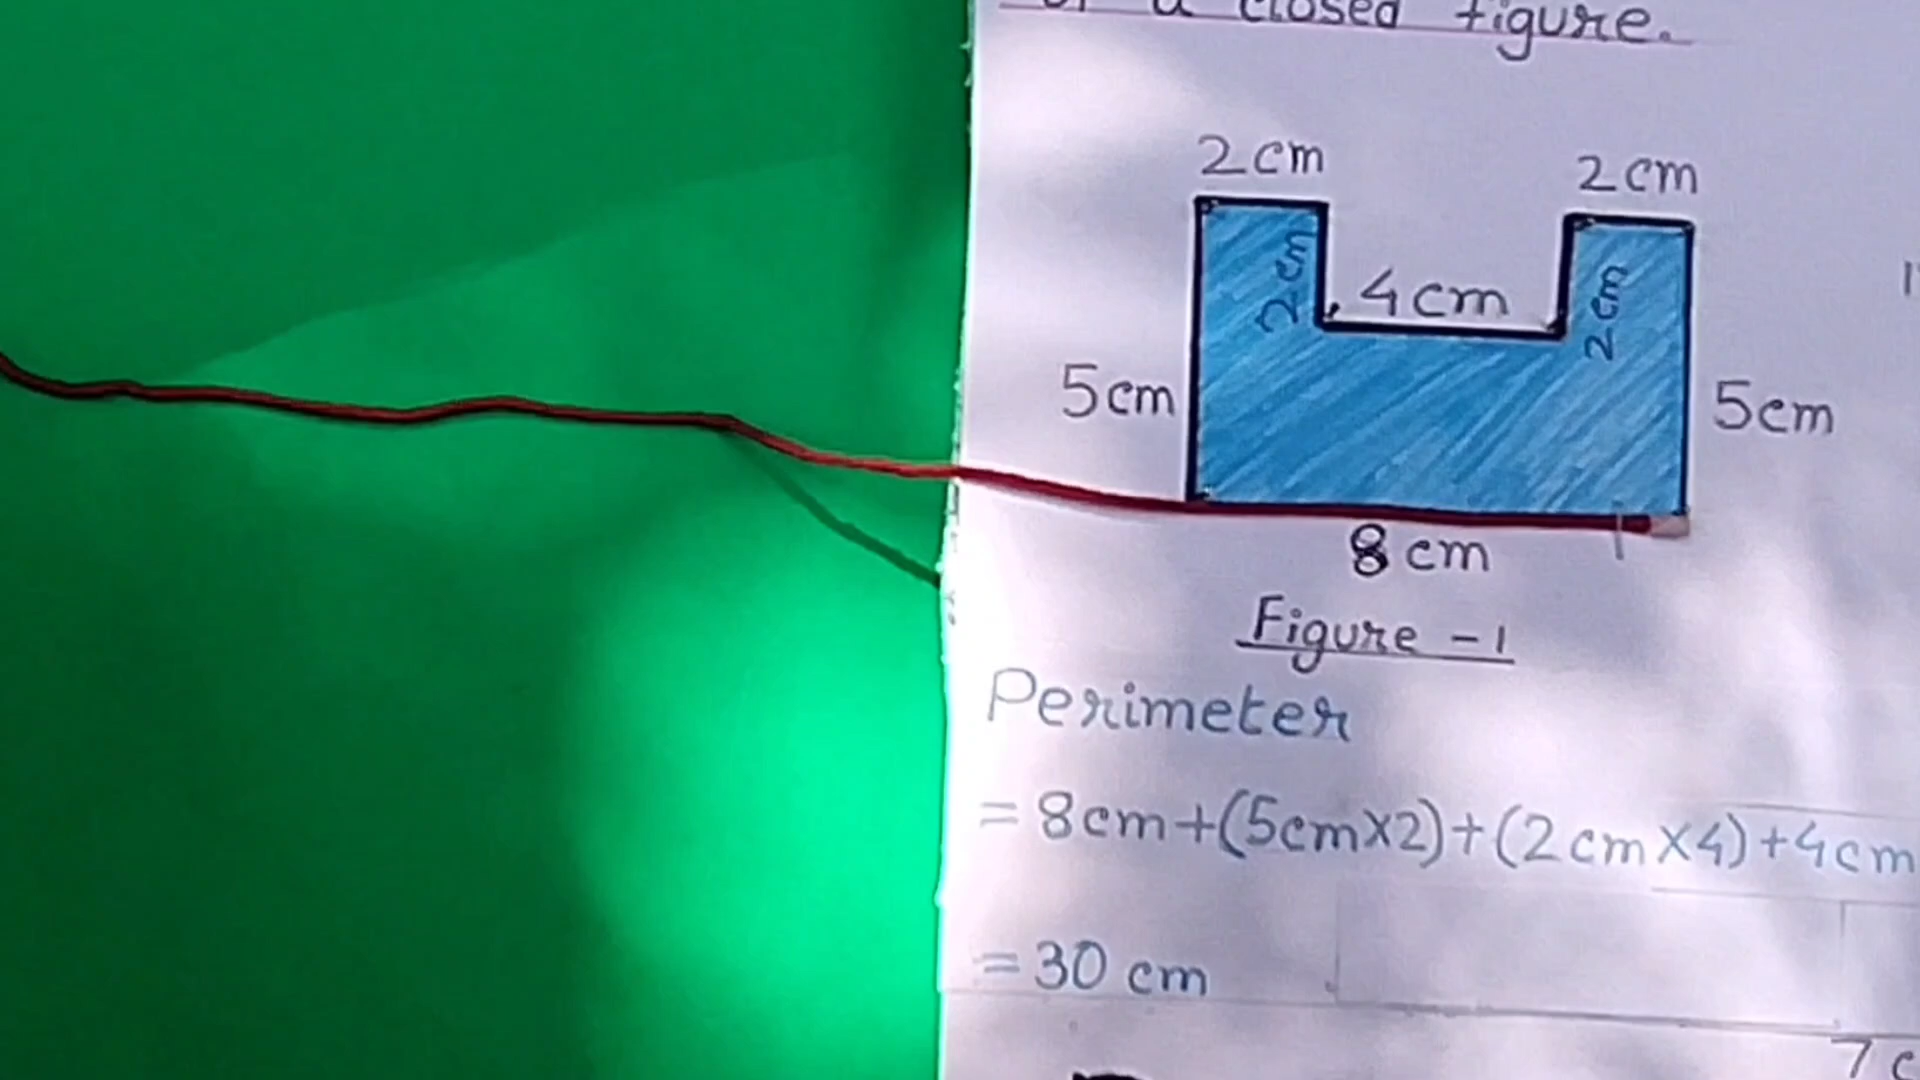 of a closed figure.
2cm
2cm
2cm
4cm
2cm
5cm
5cm
8cm
Figure -1
Perimeter
= 8cm+(5cm×2)+(2cm×4)+4cm
= 30 cm
7